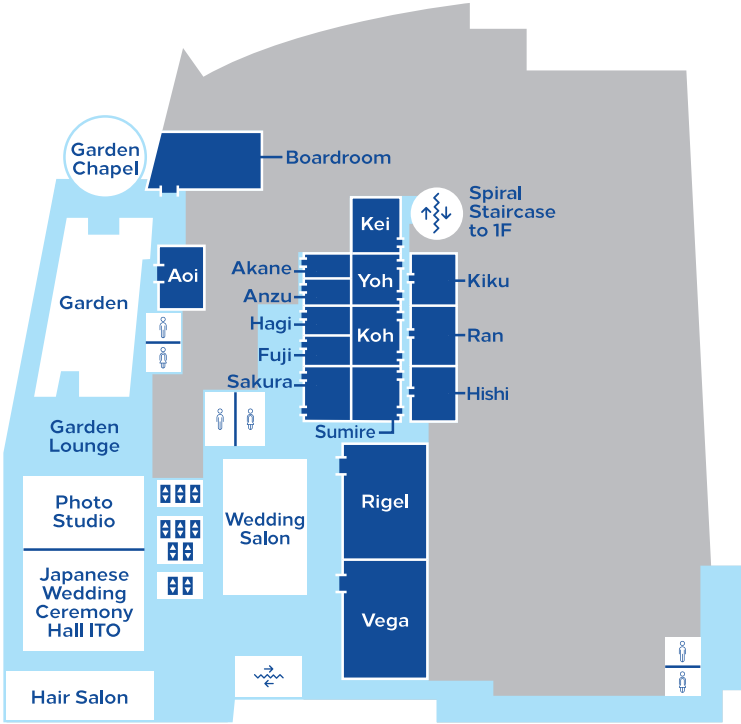 Garden
Chapel
Boardroom
Spiral
Staircase
to 1F
Kei
Aoi
Akane
Yoh
Kiku
Anzu
Garden
Hagi
Koh
Ran
Fuji
Sakura
Hishi
Garden
Lounge
Sumire
Photo
Studio
Wedding
Salon
Rigel
Japanese
Wedding
Ceremony
Hall ITO
Vega
Hair Salon